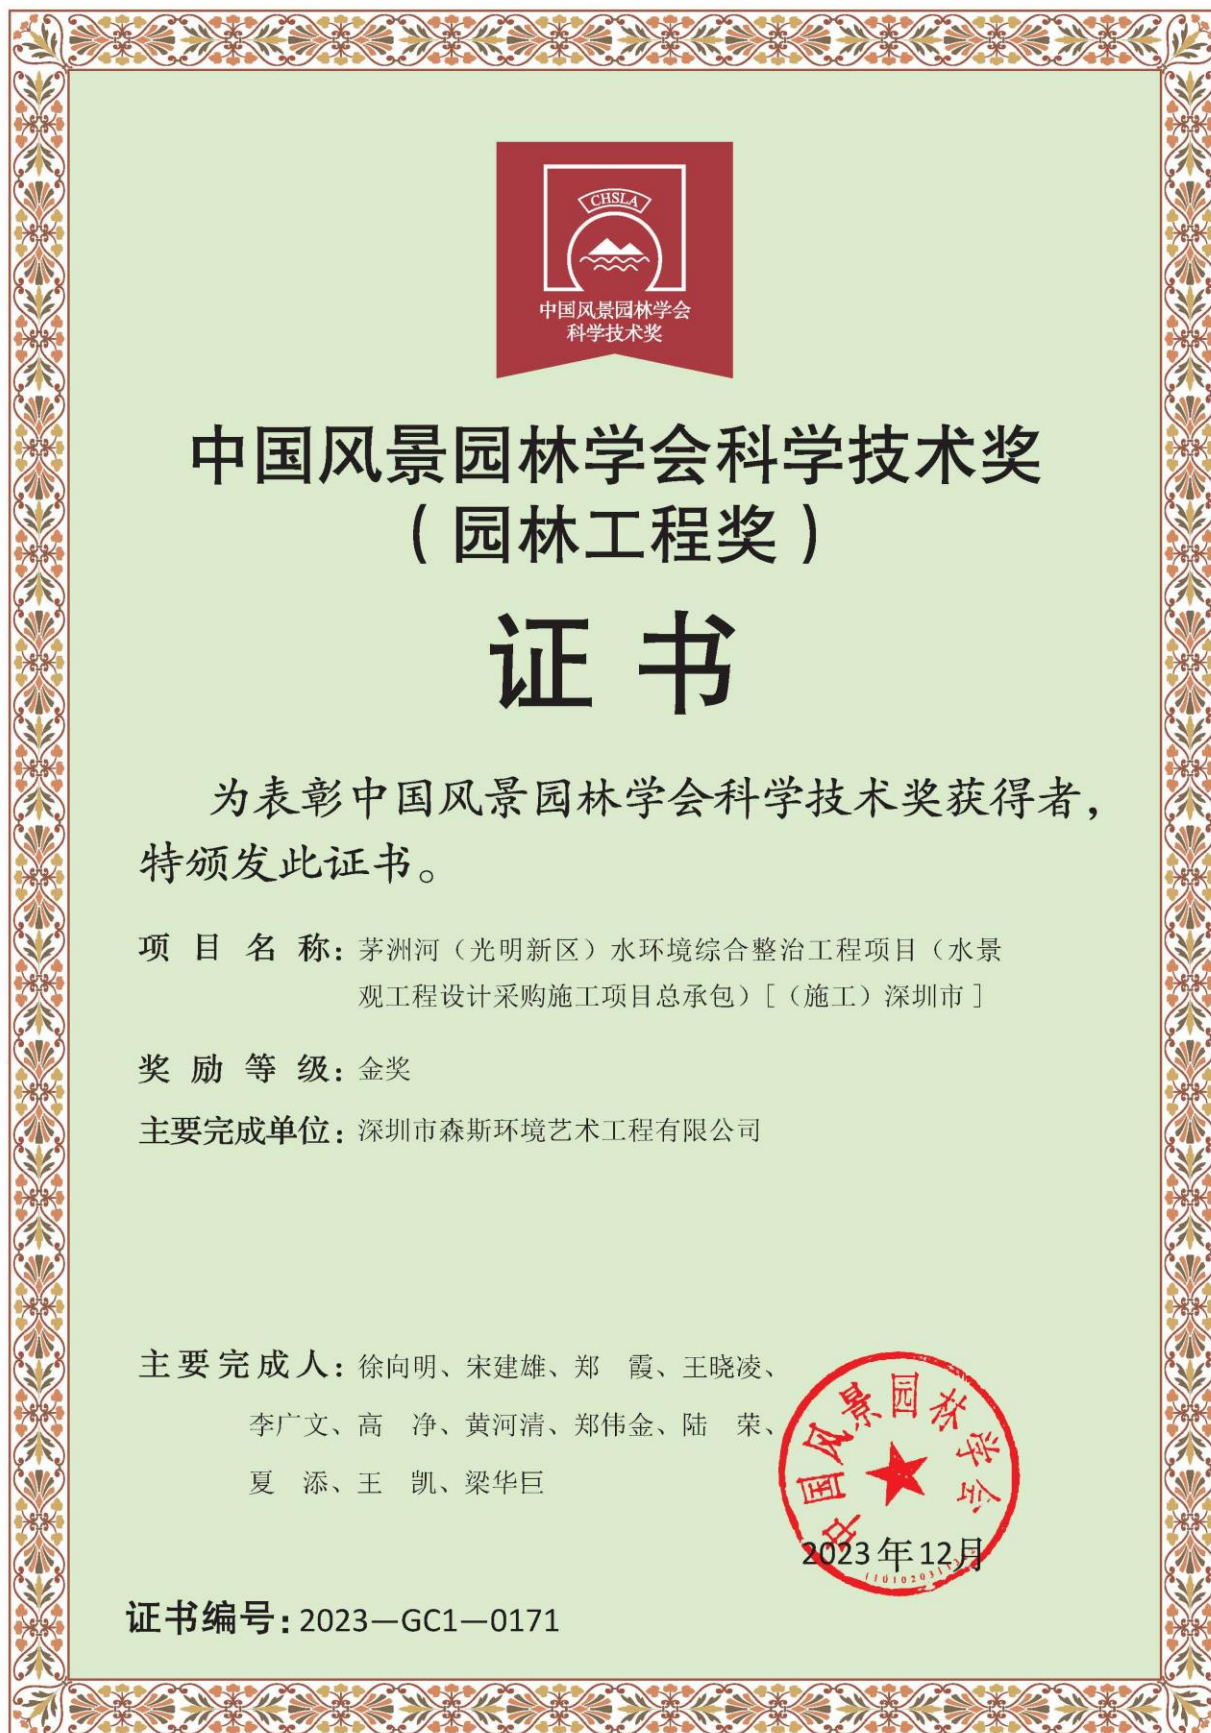 CHSLA
中国风景园林学会
科学技术奖
中国风景园林学会科学技术奖
（园林工程奖）
证书
为表彰中国风景园林学会科学技术奖获得者，
特颁发此证书。
项目名称：茅洲河（光明新区）水环境综合整治工程项目（水景
观工程设计采购施工项目总承包）［（施工）深圳市］
奖励等级：金奖
主要完成单位：深圳市森斯环境艺术工程有限公司
主要完成人：徐向明、宋建雄、郑　霞、王晓凌、
李广文、高　净、黄河清、郑伟金、陆　荣、
夏　添、王　凯、梁华巨
中国风景园林学会
2023年12月
证书编号：2023—GC1—0171